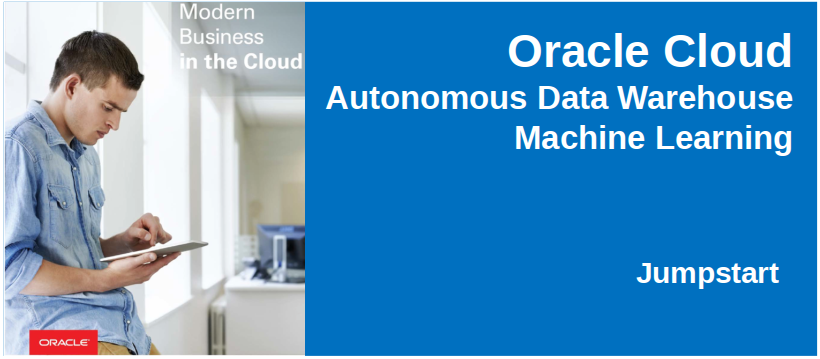 Modern
Business
in the Cloud
Oracle Cloud
Autonomous Data Warehouse
Machine Learning
Jumpstart
ORACLE